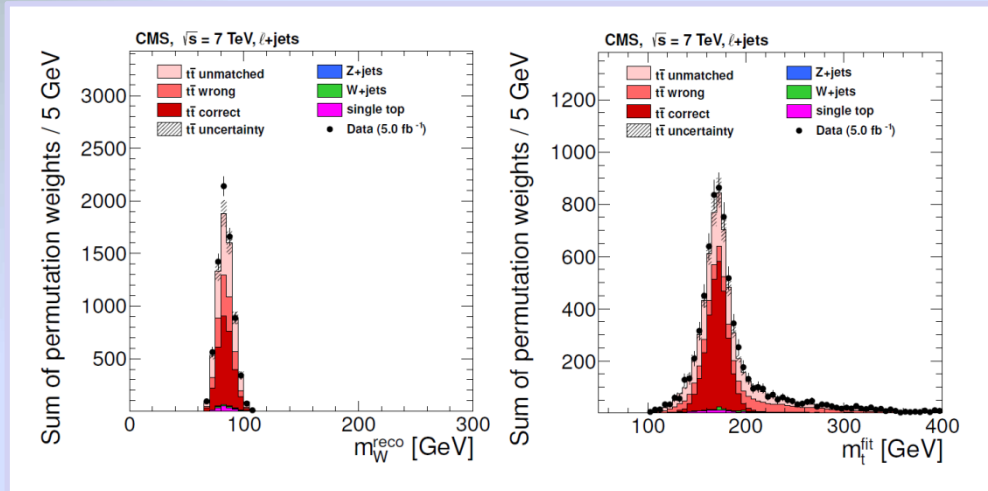 CMS, √s = 7 TeV, ℓ+jets
Sum of permutation weights / 5 GeV
tt̄ unmatched
tt̄ wrong
tt̄ correct
tt̄ uncertainty
Z+jets
W+jets
single top
Data (5.0 fb⁻¹)
3000
2500
2000
1500
1000
500
0 100 200 300
m_W^reco [GeV]
CMS, √s = 7 TeV, ℓ+jets
Sum of permutation weights / 5 GeV
tt̄ unmatched
tt̄ wrong
tt̄ correct
tt̄ uncertainty
Z+jets
W+jets
single top
Data (5.0 fb⁻¹)
1200
1000
800
600
400
200
100 200 300 400
m_t^fit [GeV]